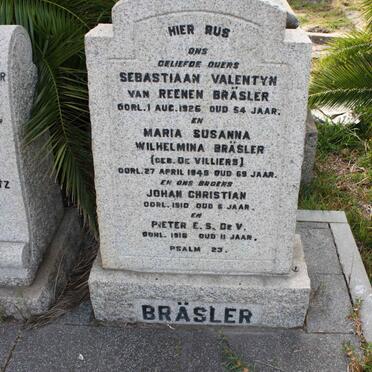 HIER RUS
ONS
GELIEFDE OUERS
SEBASTIAAN VALENTYN
VAN REENEN BRÄSLER
OORL. 1 AUG. 1926 OUD 54 JAAR.
EN
MARIA SUSANNA
WILHELMINA BRÄSLER
(GEB. DE VILLIERS)
OORL. 27 APRIL 1949 OUD 69 JAAR.
EN ONS BROERS
JOHAN CHRISTIAN
OORL. 1910 OUD 6 JAAR
EN
PIETER E. S. DE V.
OORL. 1918 OUD 11 JAAR.
PSALM 23.
BRÄSLER
TZ